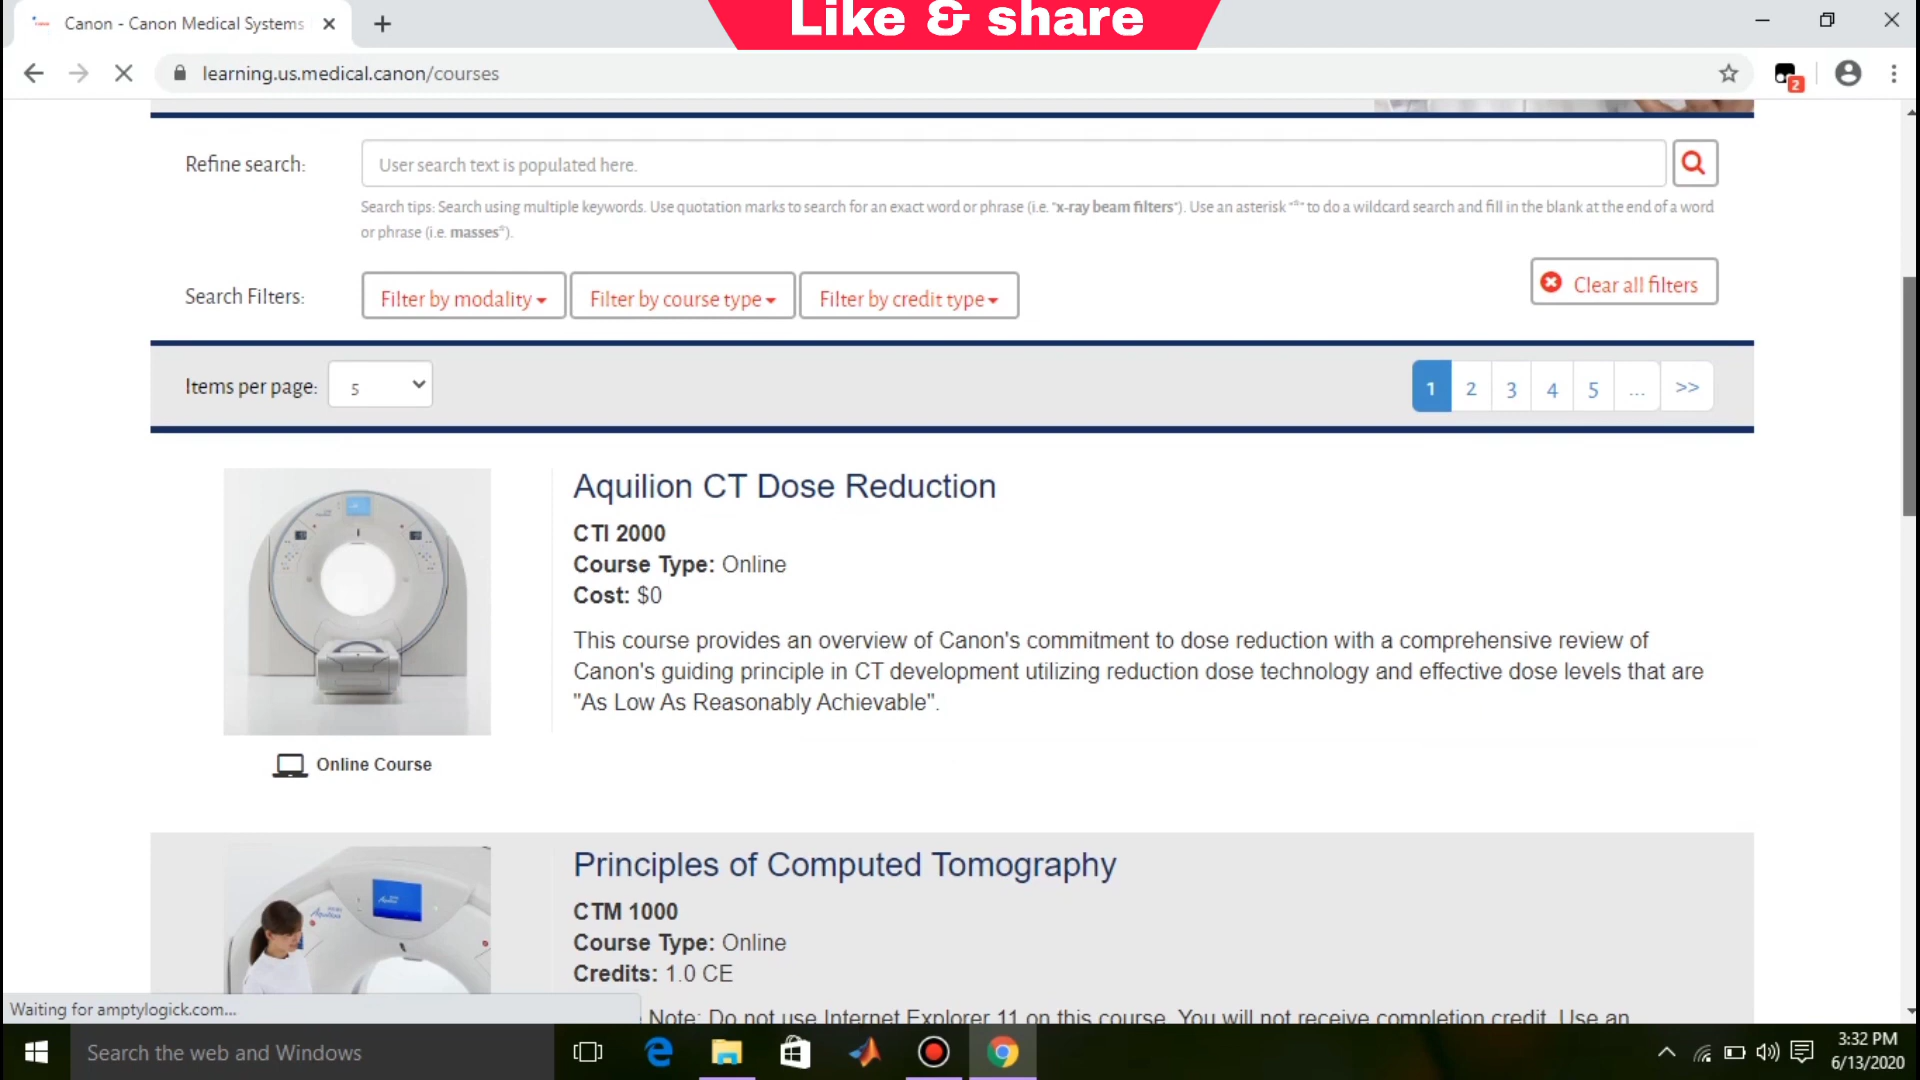 Canon - Canon Medical Systems
Like & share
learning.us.medical.canon/courses
2
Refine search:
User search text is populated here.
Search tips: Search using multiple keywords. Use quotation marks to search for an exact word or phrase (i.e. "x-ray beam filters"). Use an asterisk "*" to do a wildcard search and fill in the blank at the end of a word
or phrase (i.e. masses*).
Search Filters:
Filter by modality
Filter by course type
Filter by credit type
Clear all filters
Items per page:
5
1 2 3 4 5 ... >>
Aquilion CT Dose Reduction
CTI 2000
Course Type: Online
Cost: $0
This course provides an overview of Canon's commitment to dose reduction with a comprehensive review of
Canon's guiding principle in CT development utilizing reduction dose technology and effective dose levels that are
"As Low As Reasonably Achievable".
Online Course
Principles of Computed Tomography
CTM 1000
Course Type: Online
Credits: 1.0 CE
Note: Do not use Internet Explorer 11 on this course. You will not receive completion credit. Use an
Waiting for amptylogick.com...
Search the web and Windows
3:32 PM
6/13/2020